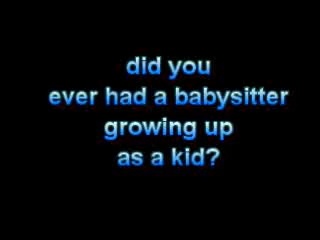 did you
ever had a babysitter
growing up
as a kid?